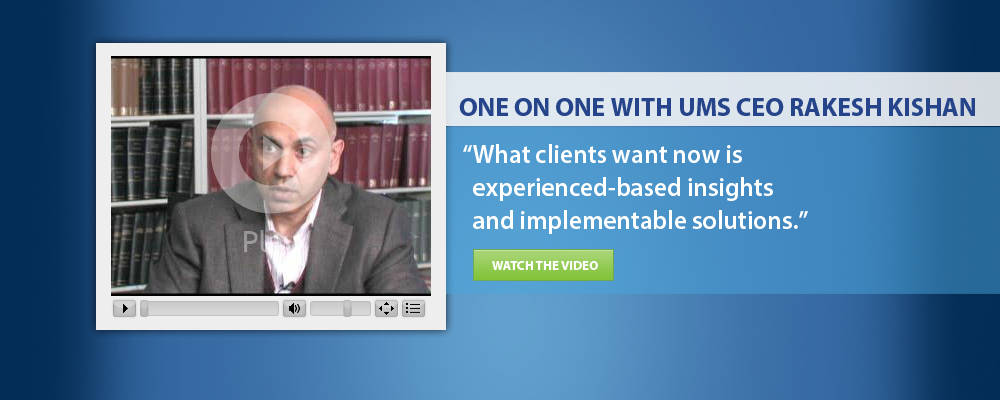 ONE ON ONE WITH UMS CEO RAKESH KISHAN
“What clients want now is
experienced-based insights
and implementable solutions.”
WATCH THE VIDEO